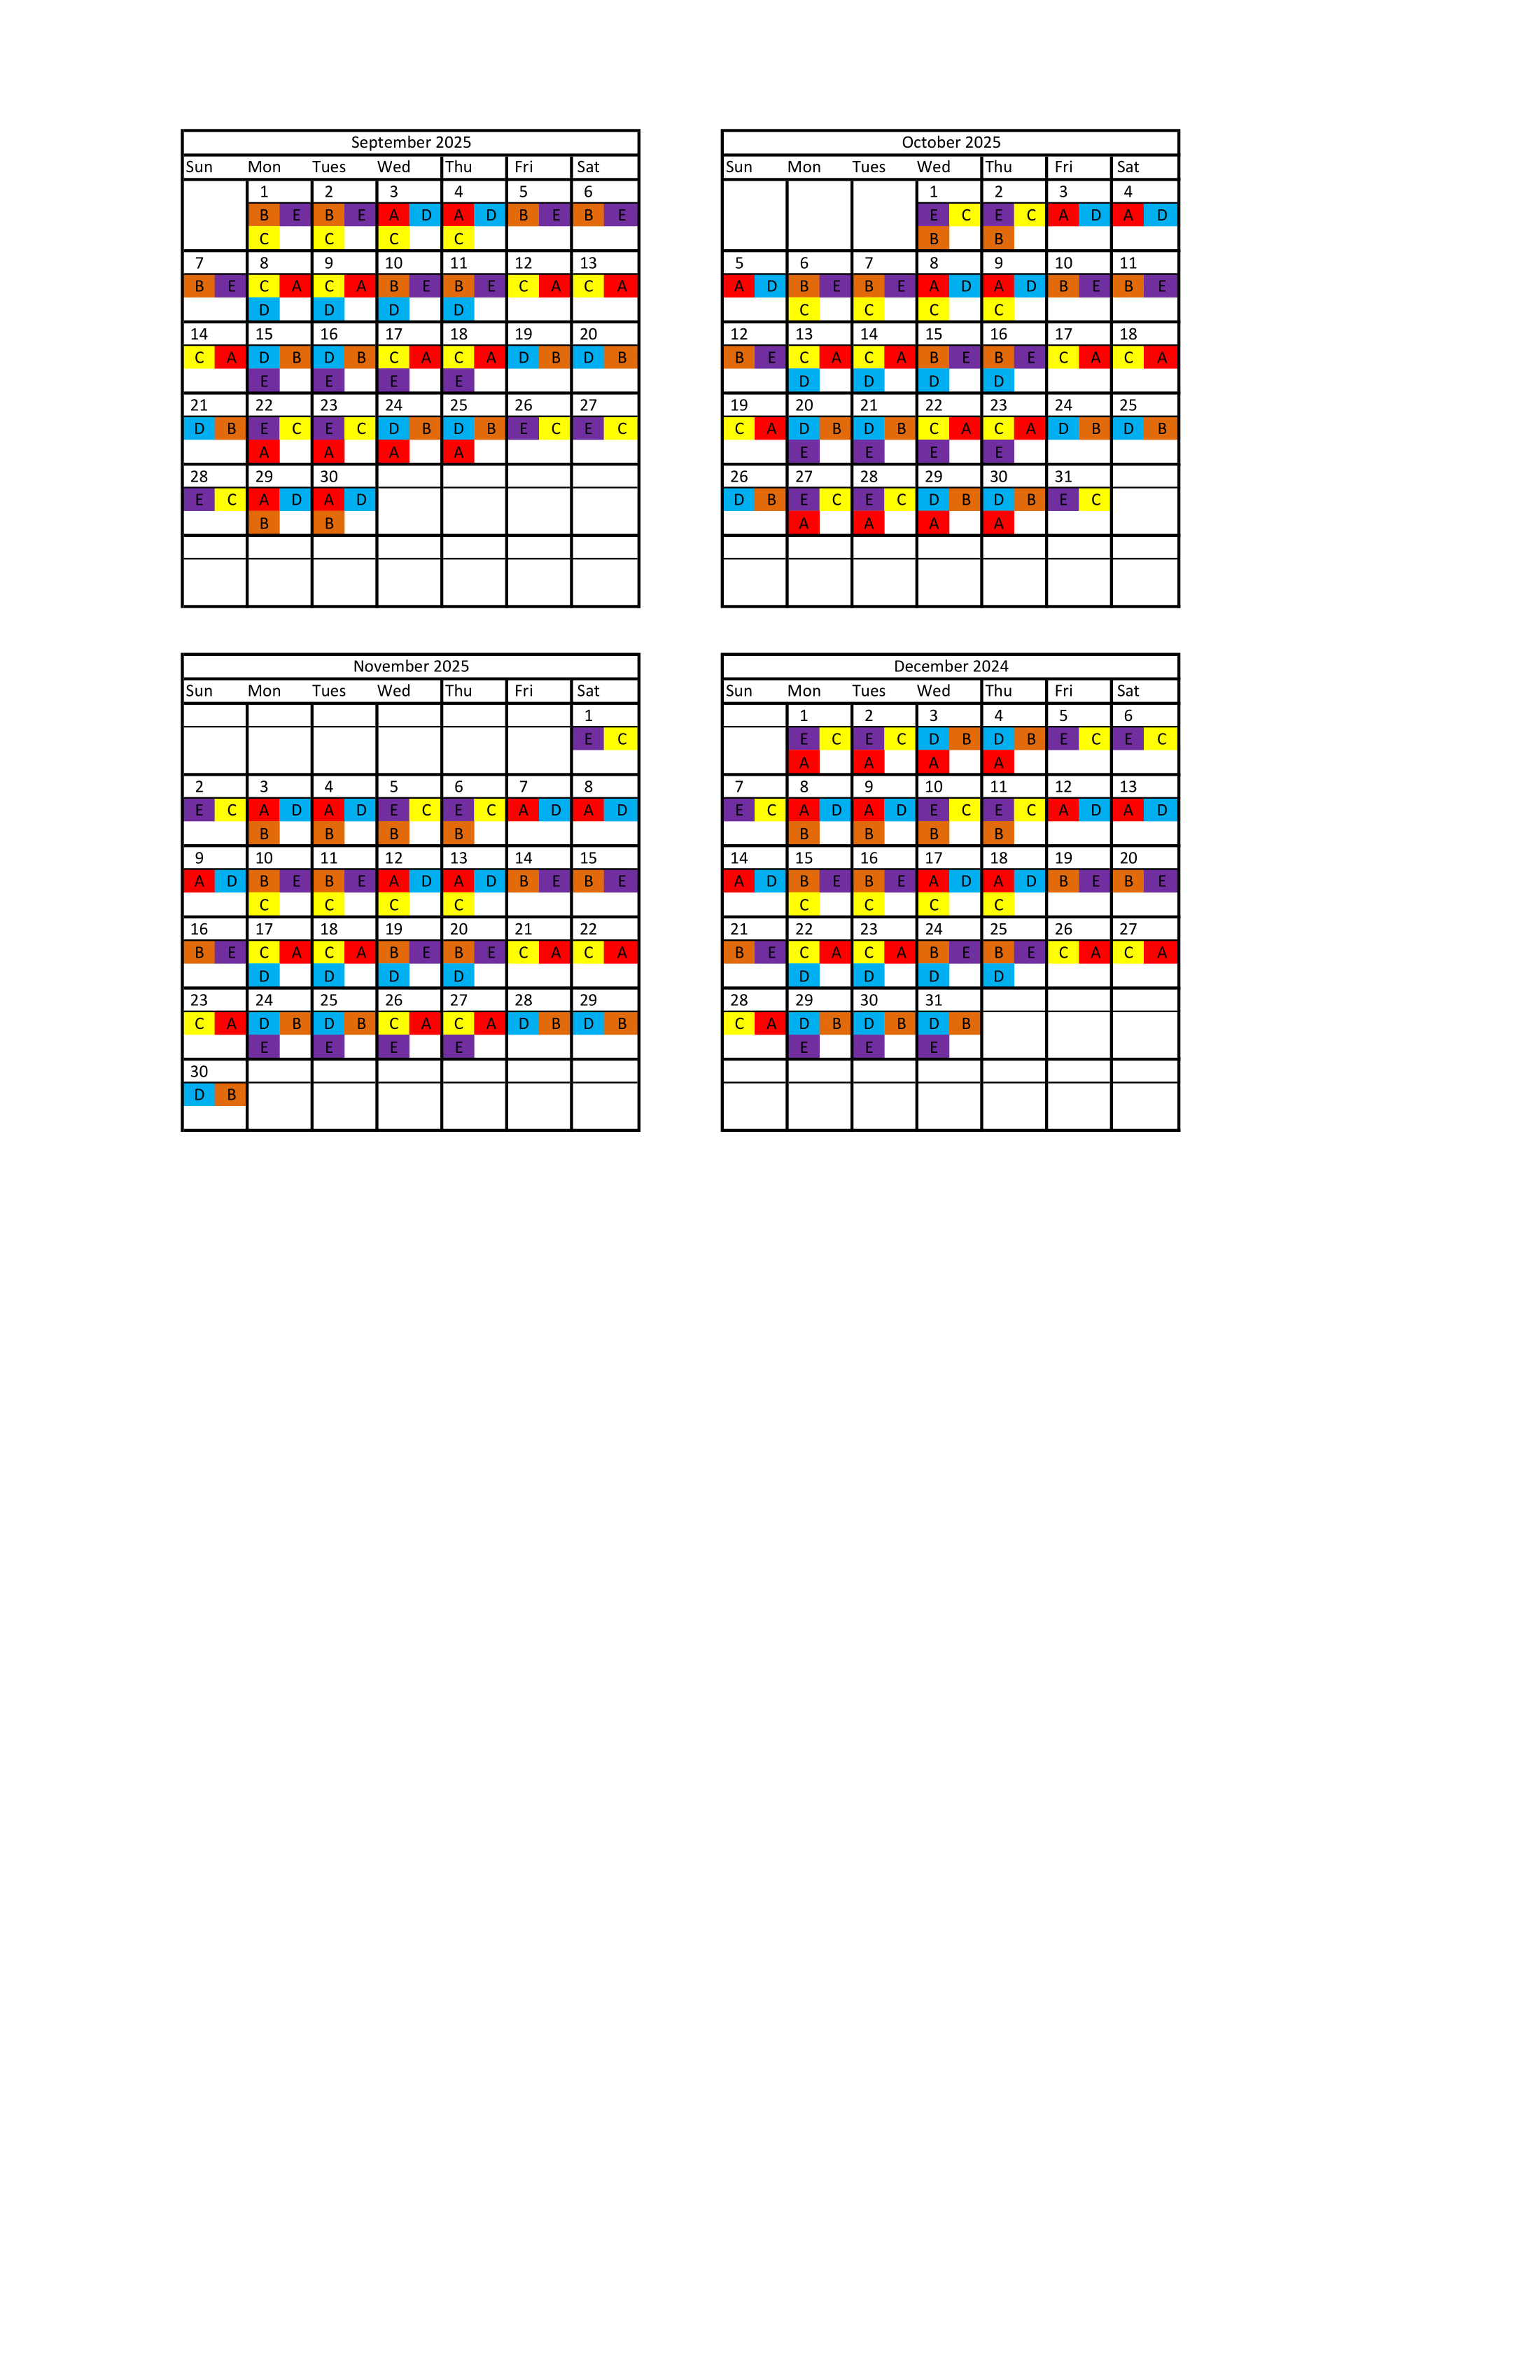 September 2025
Sun Mon Tues Wed Thu Fri Sat
1 2 3 4 5 6
B E B E A D A D B E B E
C C C C
7 8 9 10 11 12 13
B E C A C A B E B E C A C A
D D D D
14 15 16 17 18 19 20
C A D B D B C A C A D B D B
E E E E
21 22 23 24 25 26 27
D B E C E C D B D B E C E C
A A A A
28 29 30
E C A D A D
B B
October 2025
Sun Mon Tues Wed Thu Fri Sat
1 2 3 4
E C E C A D A D
B B
5 6 7 8 9 10 11
A D B E B E A D A D B E B E
C C C C
12 13 14 15 16 17 18
B E C A C A B E B E C A C A
D D D D
19 20 21 22 23 24 25
C A D B D B C A C A D B D B
E E E E
26 27 28 29 30 31
D B E C E C D B D B E C
A A A A
November 2025
Sun Mon Tues Wed Thu Fri Sat
1
E C
2 3 4 5 6 7 8
E C A D A D E C E C A D A D
B B B B
9 10 11 12 13 14 15
A D B E B E A D A D B E B E
C C C C
16 17 18 19 20 21 22
B E C A C A B E B E C A C A
D D D D
23 24 25 26 27 28 29
C A D B D B C A C A D B D B
E E E E
30
D B
December 2024
Sun Mon Tues Wed Thu Fri Sat
1 2 3 4 5 6
E C E C D B D B E C E C
A A A A
7 8 9 10 11 12 13
E C A D A D E C E C A D A D
B B B B
14 15 16 17 18 19 20
A D B E B E A D A D B E B E
C C C C
21 22 23 24 25 26 27
B E C A C A B E B E C A C A
D D D D
28 29 30 31
C A D B D B D B
E E E